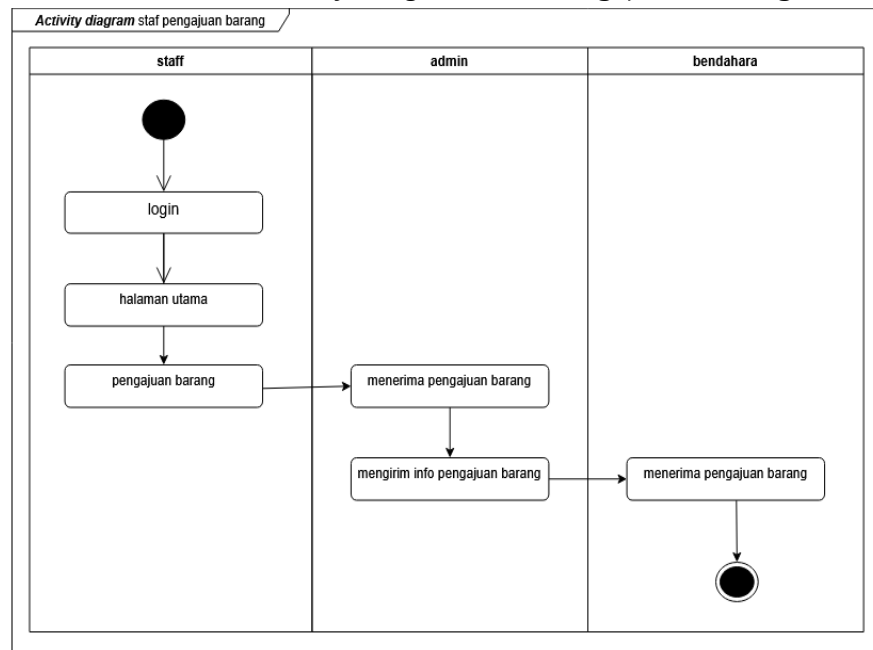 Activity diagram staf pengajuan barang
staff
admin
bendahara
login
halaman utama
pengajuan barang
menerima pengajuan barang
mengirim info pengajuan barang
menerima pengajuan barang